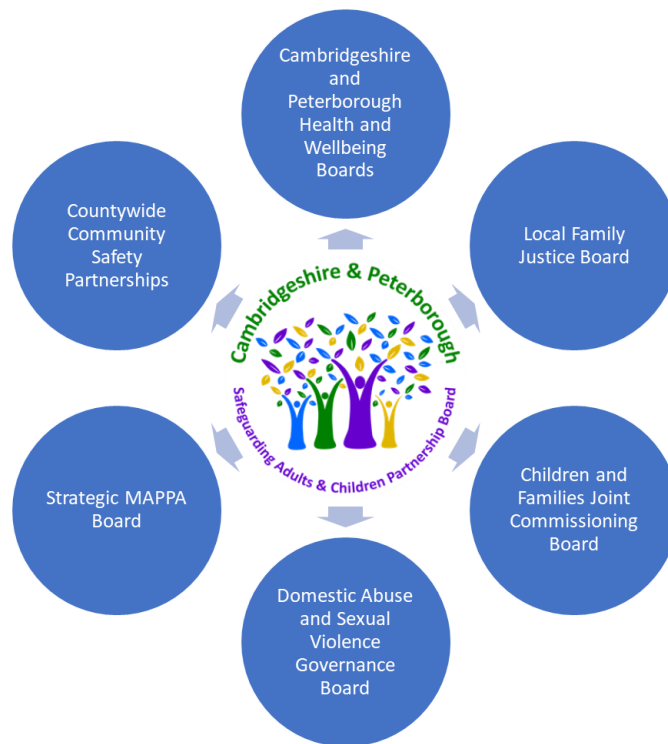 Cambridgeshire
and
Peterborough
Health and
Wellbeing
Boards
Countywide
Community
Safety
Partnerships
Local Family
Justice Board
Cambridgeshire & Peterborough
Safeguarding Adults & Children Partnership Board
Strategic MAPPA
Board
Children and
Families Joint
Commissioning
Board
Domestic Abuse
and Sexual
Violence
Governance
Board